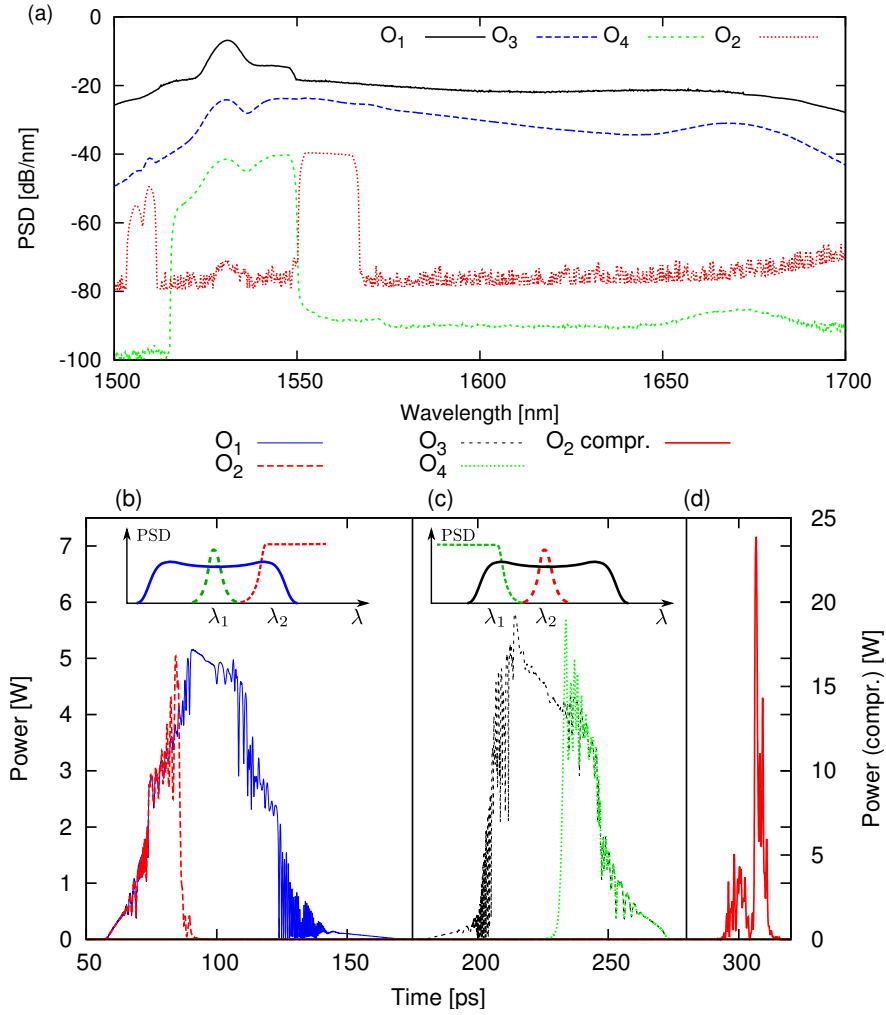 (a)
O1 O3 O4 O2
0
-20
-40
-60
-80
-100
PSD [dB/nm]
1500 1550 1600 1650 1700
Wavelength [nm]
O1 O3 O2 compr.
O2 O4
(b) (c) (d)
7
6
5
4
3
2
1
0
Power [W]
PSD
λ1 λ2 λ
PSD
λ1 λ2 λ
25
20
15
10
5
0
Power (compr.) [W]
50 100 150 200 250 300
Time [ps]